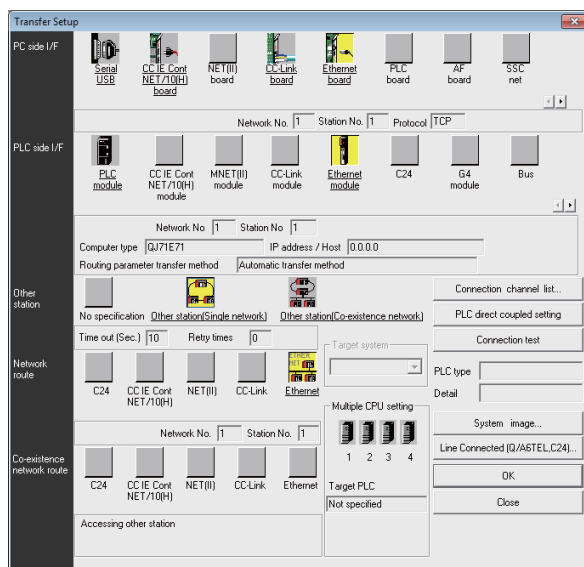 Transfer Setup
PC side I/F
Serial USB
CC IE Cont NET/10(H) board
NET(II) board
CC-Link board
Ethernet board
PLC board
AF board
SSC net
Network No. 1 Station No. 1 Protocol TCP
PLC side I/F
PLC module
CC IE Cont NET/10(H) module
MNET(II) module
CC-Link module
Ethernet module
C24
G4 module
Bus
Network No 1 Station No 1
Computer type QJ71E71 IP address / Host 0.0.0.0
Routing parameter transfer method Automatic transfer method
Other station
No specification Other station(Single network) Other station(Co-existence network)
Time out (Sec.) 10 Retry times 0
Connection channel list...
PLC direct coupled setting
Connection test
PLC type
Detail
Target system
Network route
ETHER NET
C24
CC IE Cont NET/10(H)
NET(II)
CC-Link
Ethernet
Multiple CPU setting
1 2 3 4
Target PLC
Not specified
Network No. 1 Station No. 1
System image...
Line Connected (Q/A6TEL,C24)...
OK
Close
Co-existence network route
C24
CC IE Cont NET/10(H)
NET(II)
CC-Link
Ethernet
Accessing other station